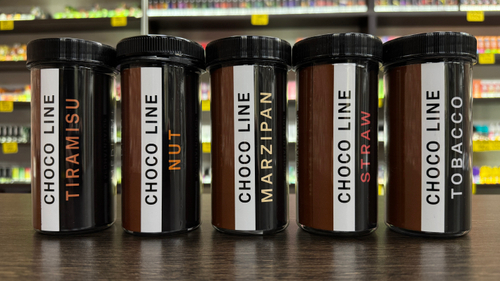 CHOCO LINE
TIRAMISU
CHOCO LINE
NUT
CHOCO LINE
MARZIPAN
CHOCO LINE
STRAW
CHOCO LINE
TOBACCO